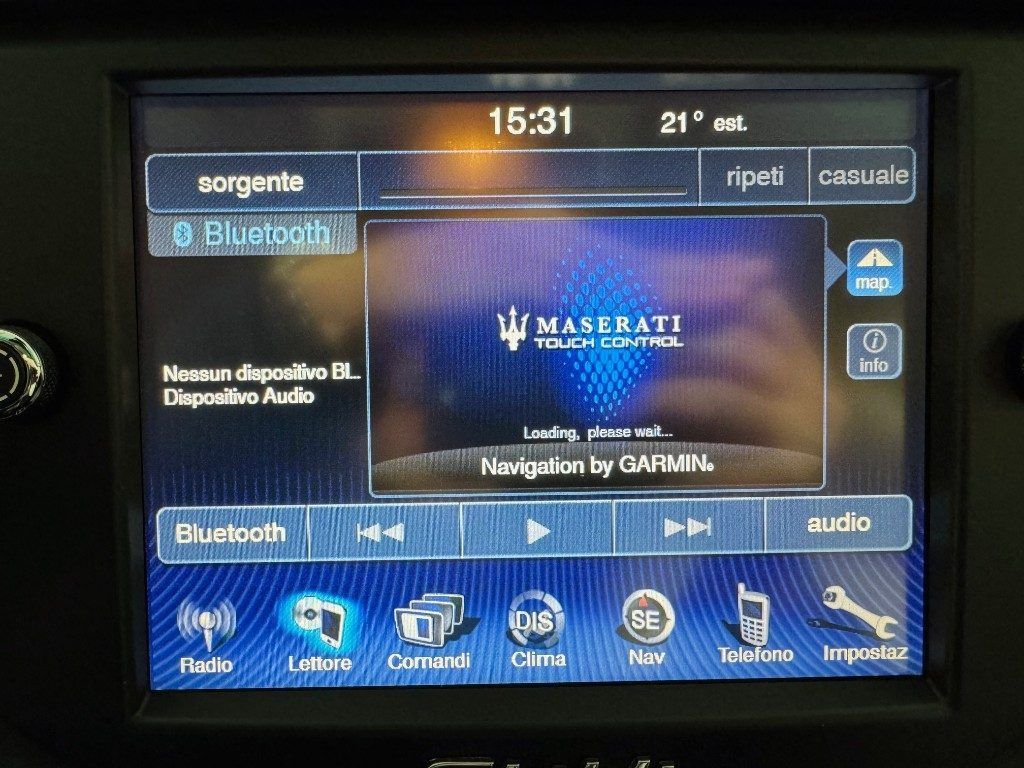 15:31
21° est.
sorgente
ripeti
casuale
Bluetooth
map.
MASERATI
TOUCH CONTROL
info
Nessun dispositivo Bl...
Dispositivo Audio
Loading, please wait...
Navigation by GARMIN®
Bluetooth
audio
DIS
SE
Radio
Lettore
Comandi
Clima
Nav
Telefono
Impostaz